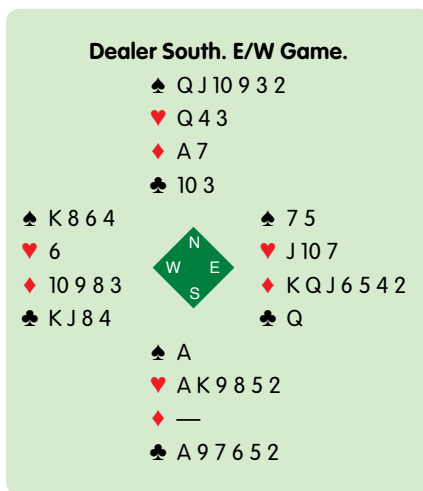 Dealer South. E/W Game.
♠ Q J 10 9 3 2
♥ Q 4 3
♦ A 7
♣ 10 3
♠ K 8 6 4
♥ 6
♦ 10 9 8 3
♣ K J 8 4
N
W E
S
♠ 7 5
♥ J 10 7
♦ K Q J 6 5 4 2
♣ Q
♠ A
♥ A K 9 8 5 2
♦ —
♣ A 9 7 6 5 2